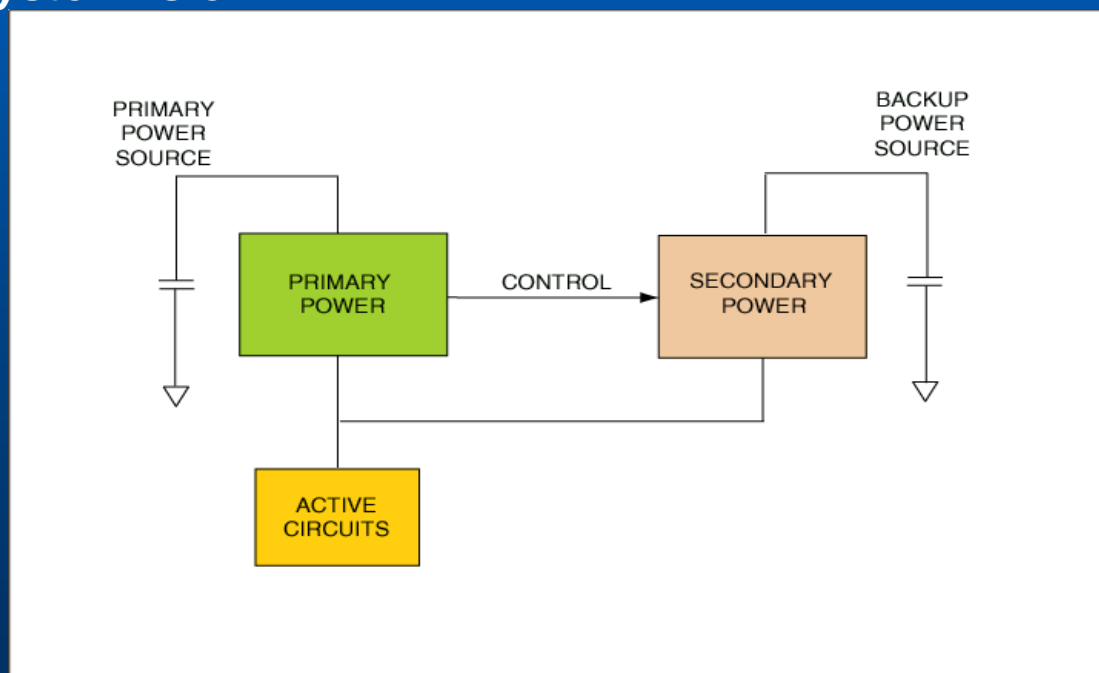 PRIMARY
POWER
SOURCE
BACKUP
POWER
SOURCE
PRIMARY
POWER
CONTROL
SECONDARY
POWER
ACTIVE
CIRCUITS